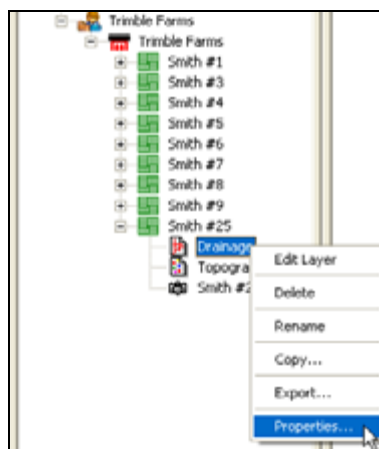 Trimble Farms
Trimble Farms
Smith #1
Smith #3
Smith #4
Smith #5
Smith #6
Smith #7
Smith #8
Smith #9
Smith #25
Drainage
Topogra
Smith #2
Edit Layer
Delete
Rename
Copy...
Export...
Properties...